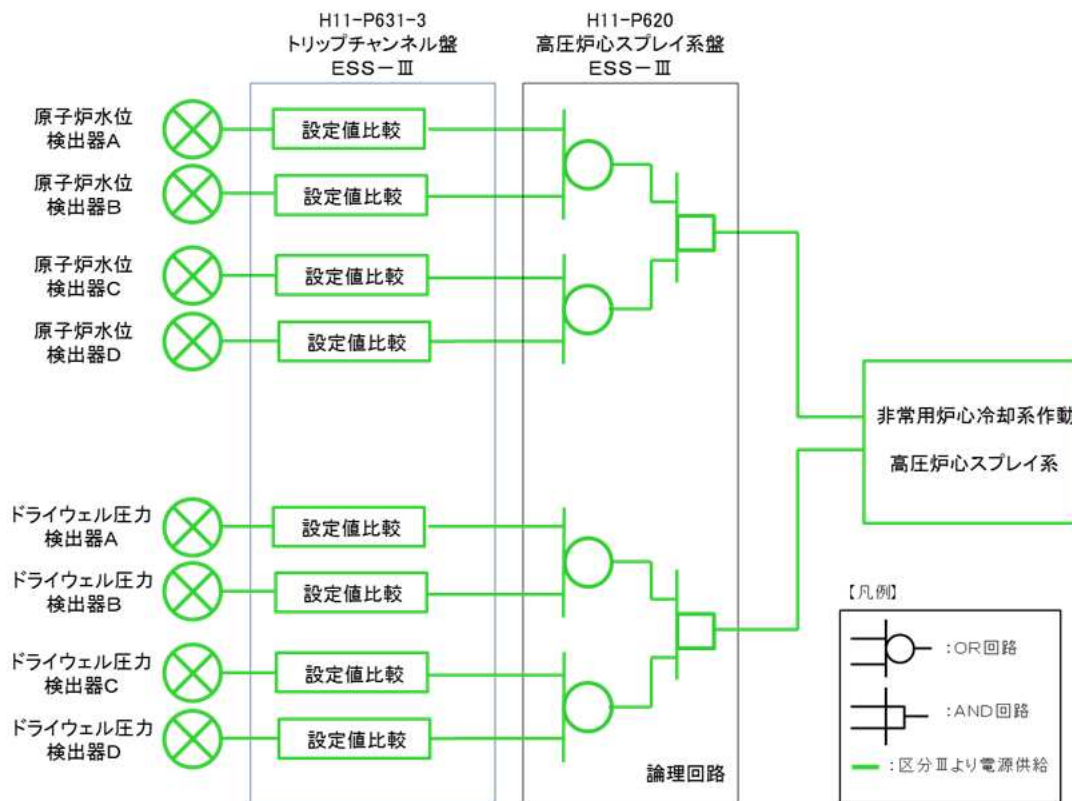 H11-P631-3
トリップチャンネル盤
ESS-Ⅲ
H11-P620
高圧炉心スプレイ系盤
ESS-Ⅲ
原子炉水位
検出器A
設定値比較
原子炉水位
検出器B
設定値比較
原子炉水位
検出器C
設定値比較
原子炉水位
検出器D
設定値比較
非常用炉心冷却系作動
高圧炉心スプレイ系
ドライウェル圧力
検出器A
設定値比較
ドライウェル圧力
検出器B
設定値比較
ドライウェル圧力
検出器C
設定値比較
ドライウェル圧力
検出器D
設定値比較
論理回路
【凡例】
:OR回路
:AND回路
:区分Ⅲより電源供給